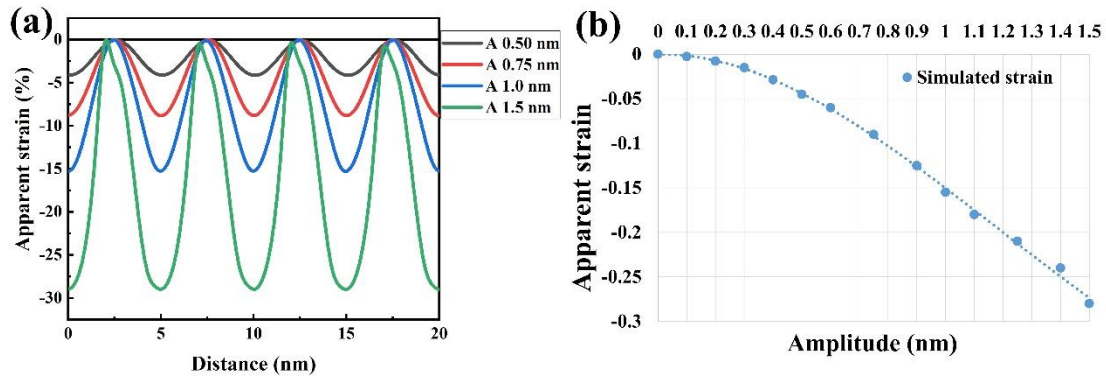 (a)
Apparent strain (%)
0
-5
-10
-15
-20
-25
-30
0 5 10 15 20
Distance (nm)
A 0.50 nm
A 0.75 nm
A 1.0 nm
A 1.5 nm
(b)
0 0.1 0.2 0.3 0.4 0.5 0.6 0.7 0.8 0.9 1 1.1 1.2 1.3 1.4 1.5
Apparent strain
0
-0.05
-0.1
-0.15
-0.2
-0.25
-0.3
Simulated strain
Amplitude (nm)